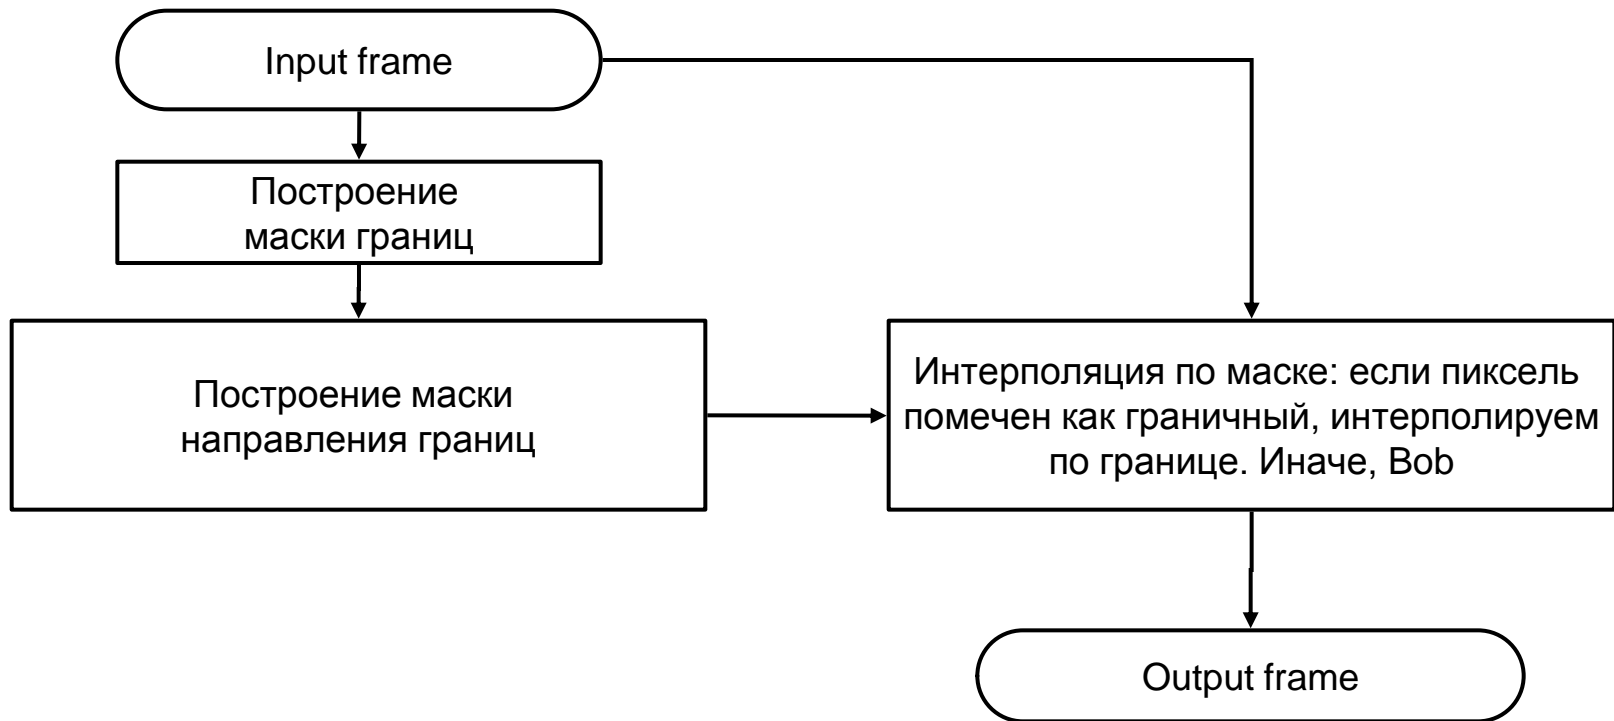 Input frame
Построение
маски границ
Построение маски
направления границ
Интерполяция по маске: если пиксель
помечен как граничный, интерполируем
по границе. Иначе, Bob
Output frame